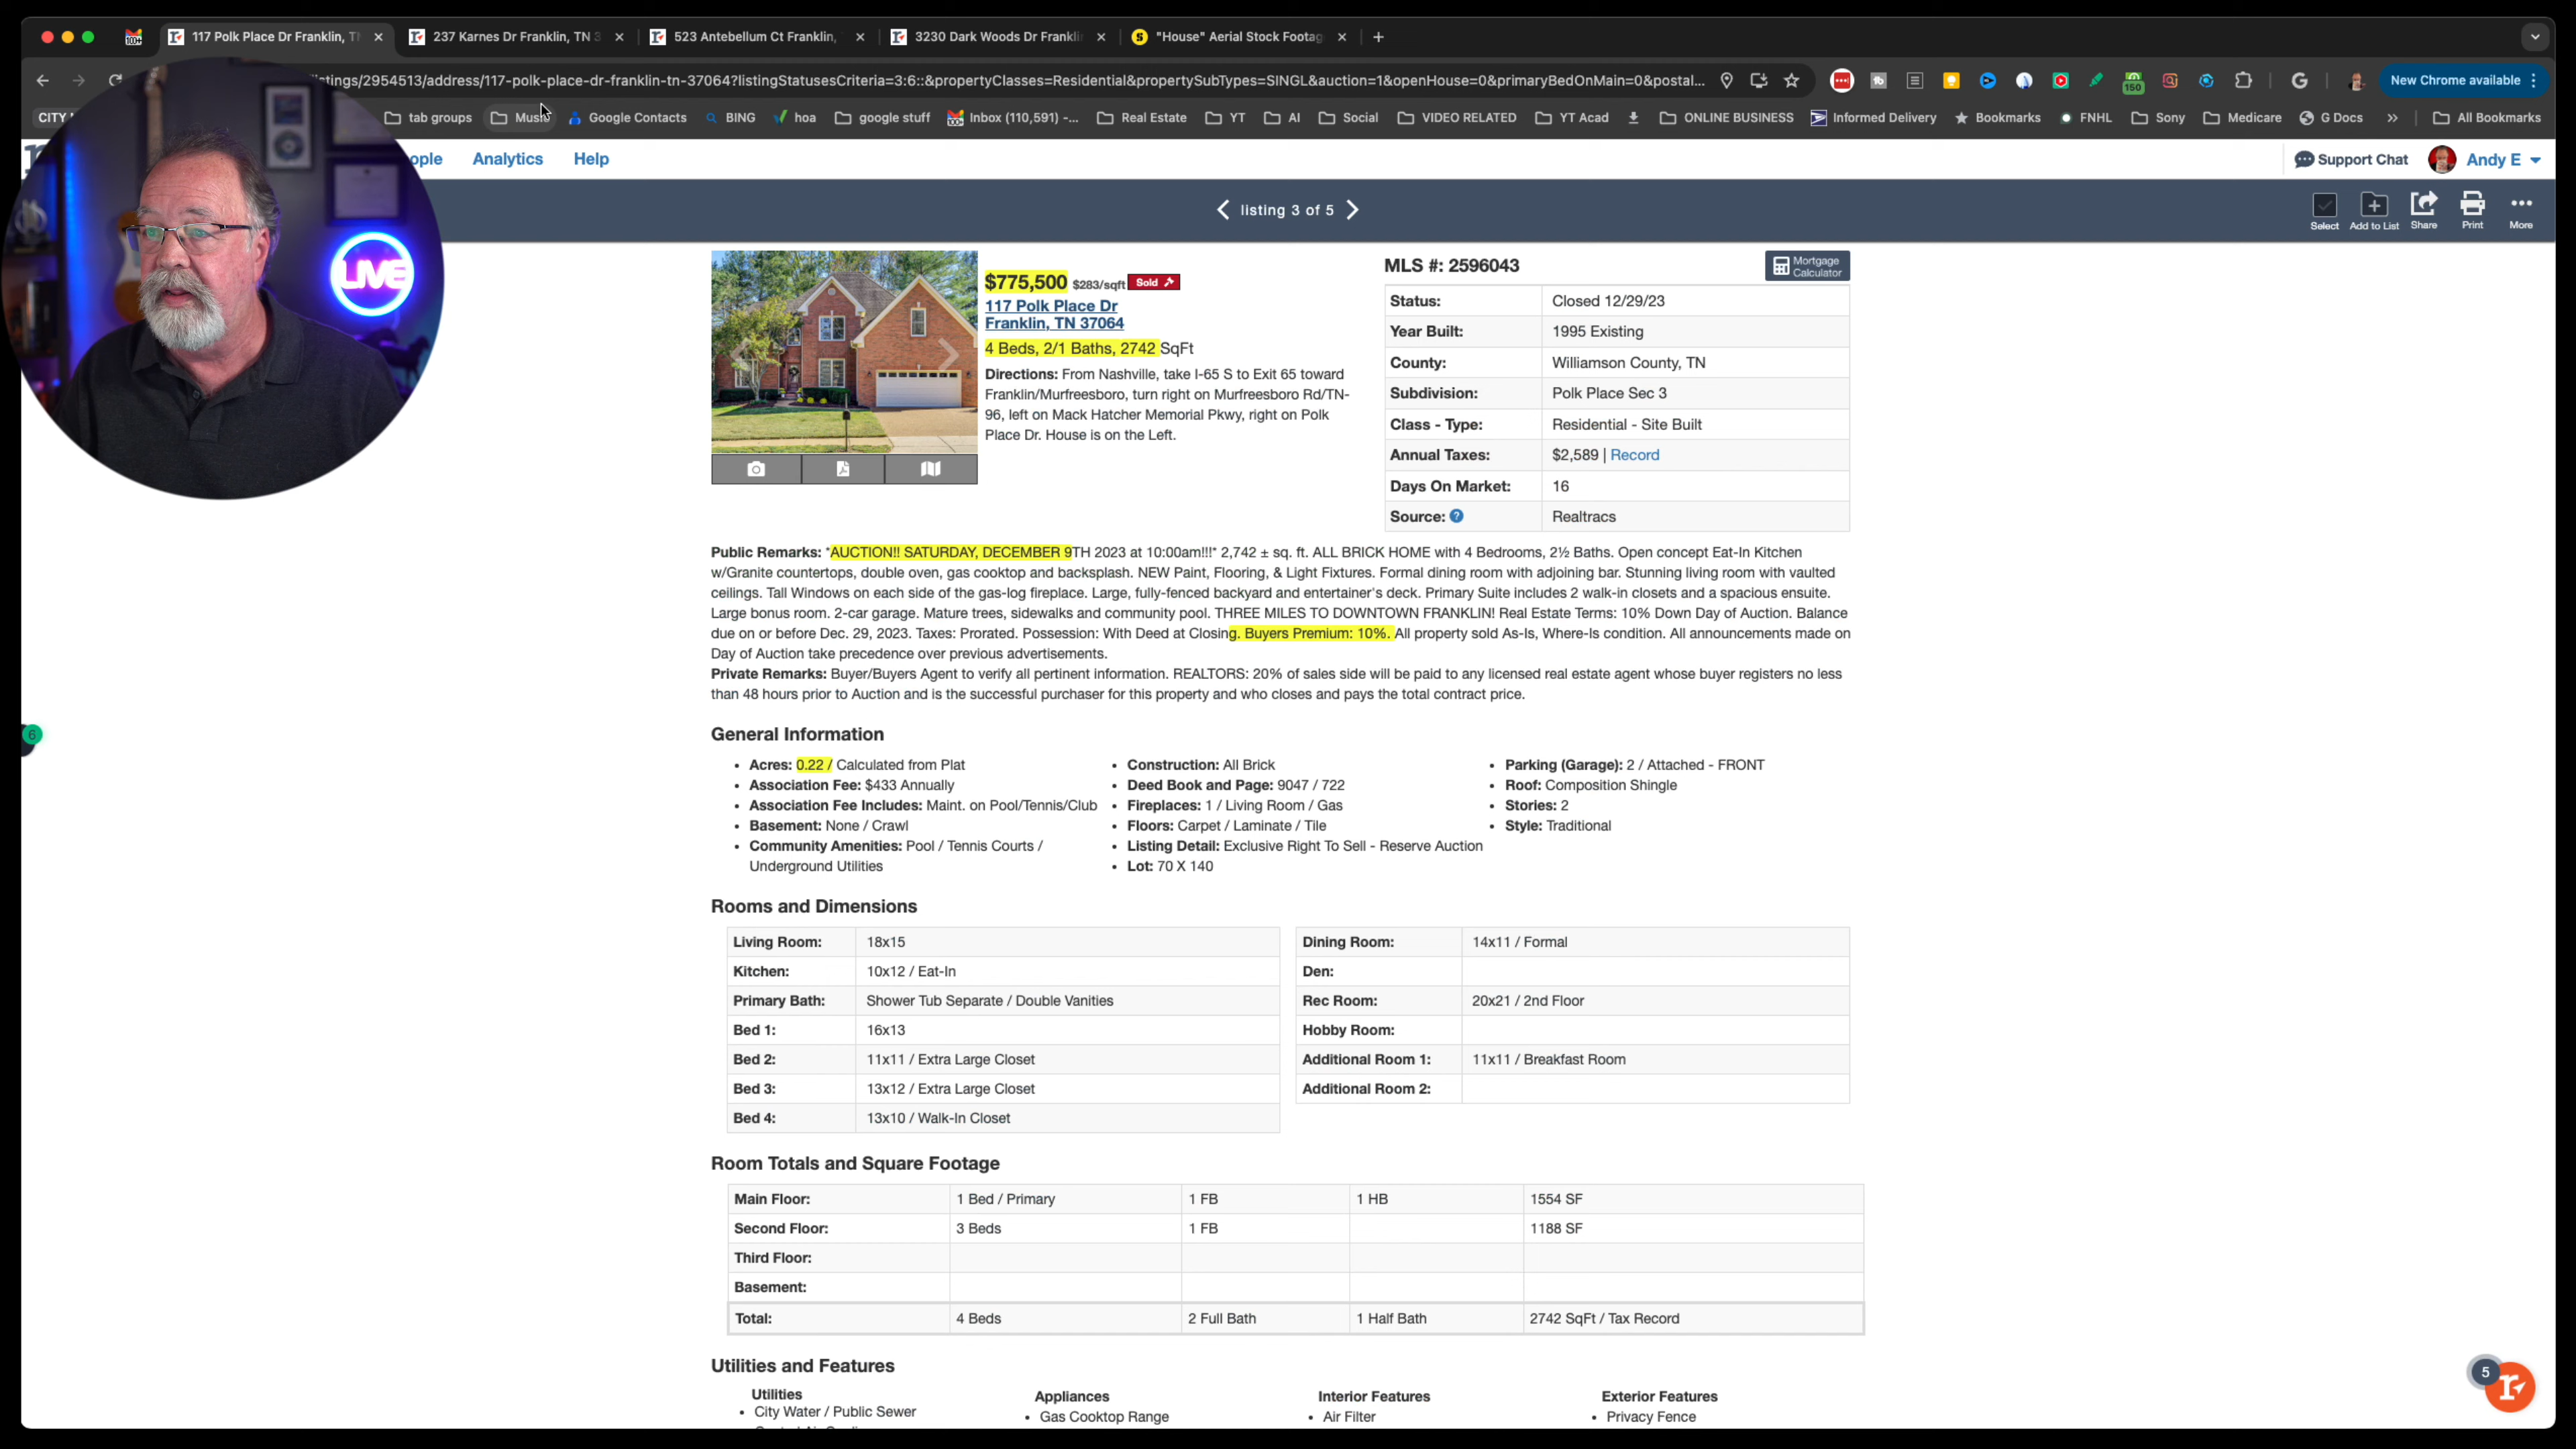 117 Polk Place Dr Franklin, T
237 Karnes Dr Franklin, TN 3
523 Antebellum Ct Franklin,
3230 Dark Woods Dr Frankli
"House" Aerial Stock Footag
listings/2954513/address/117-polk-place-dr-franklin-tn-37064?listingStatusesCriteria=3:6::&propertyClasses=Residential&propertySubTypes=SINGL&auction=1&openHouse=0&primaryBedOnMain=0&postal...
150
New Chrome available
CITY
tab groups
Music
Google Contacts
BING
hoa
google stuff
Inbox (110,591) -...
Real Estate
YT
AI
Social
VIDEO RELATED
YT Acad
ONLINE BUSINESS
Informed Delivery
Bookmarks
FNHL
Sony
Medicare
G Docs
All Bookmarks
ople
Analytics
Help
Support Chat
Andy E
listing 3 of 5
Select
Add to List
Share
Print
More
LIVE
$775,500 $283/sqft Sold
117 Polk Place Dr
Franklin, TN 37064
4 Beds, 2/1 Baths, 2742 SqFt
Directions: From Nashville, take I-65 S to Exit 65 toward
Franklin/Murfreesboro, turn right on Murfreesboro Rd/TN-
96, left on Mack Hatcher Memorial Pkwy, right on Polk
Place Dr. House is on the Left.
MLS #: 2596043
Mortgage
Calculator
Status: Closed 12/29/23
Year Built: 1995 Existing
County: Williamson County, TN
Subdivision: Polk Place Sec 3
Class - Type: Residential - Site Built
Annual Taxes: $2,589 | Record
Days On Market: 16
Source: ? Realtracs
Public Remarks: *AUCTION!! SATURDAY, DECEMBER 9TH 2023 at 10:00am!!!* 2,742 ± sq. ft. ALL BRICK HOME with 4 Bedrooms, 2½ Baths. Open concept Eat-In Kitchen
w/Granite countertops, double oven, gas cooktop and backsplash. NEW Paint, Flooring, & Light Fixtures. Formal dining room with adjoining bar. Stunning living room with vaulted
ceilings. Tall Windows on each side of the gas-log fireplace. Large, fully-fenced backyard and entertainer's deck. Primary Suite includes 2 walk-in closets and a spacious ensuite.
Large bonus room. 2-car garage. Mature trees, sidewalks and community pool. THREE MILES TO DOWNTOWN FRANKLIN! Real Estate Terms: 10% Down Day of Auction. Balance
due on or before Dec. 29, 2023. Taxes: Prorated. Possession: With Deed at Closing. Buyers Premium: 10%. All property sold As-Is, Where-Is condition. All announcements made on
Day of Auction take precedence over previous advertisements.
Private Remarks: Buyer/Buyers Agent to verify all pertinent information. REALTORS: 20% of sales side will be paid to any licensed real estate agent whose buyer registers no less
than 48 hours prior to Auction and is the successful purchaser for this property and who closes and pays the total contract price.
6
General Information
Acres: 0.22 / Calculated from Plat
Association Fee: $433 Annually
Association Fee Includes: Maint. on Pool/Tennis/Club
Basement: None / Crawl
Community Amenities: Pool / Tennis Courts /
Underground Utilities
Construction: All Brick
Deed Book and Page: 9047 / 722
Fireplaces: 1 / Living Room / Gas
Floors: Carpet / Laminate / Tile
Listing Detail: Exclusive Right To Sell - Reserve Auction
Lot: 70 X 140
Parking (Garage): 2 / Attached - FRONT
Roof: Composition Shingle
Stories: 2
Style: Traditional
Rooms and Dimensions
Living Room: 18x15
Kitchen: 10x12 / Eat-In
Primary Bath: Shower Tub Separate / Double Vanities
Bed 1: 16x13
Bed 2: 11x11 / Extra Large Closet
Bed 3: 13x12 / Extra Large Closet
Bed 4: 13x10 / Walk-In Closet
Dining Room: 14x11 / Formal
Den:
Rec Room: 20x21 / 2nd Floor
Hobby Room:
Additional Room 1: 11x11 / Breakfast Room
Additional Room 2:
Room Totals and Square Footage
Main Floor: 1 Bed / Primary 1 FB 1 HB 1554 SF
Second Floor: 3 Beds 1 FB 1188 SF
Third Floor:
Basement:
Total: 4 Beds 2 Full Bath 1 Half Bath 2742 SqFt / Tax Record
Utilities and Features
Utilities
City Water / Public Sewer
Appliances
Gas Cooktop Range
Interior Features
Air Filter
Exterior Features
Privacy Fence
5